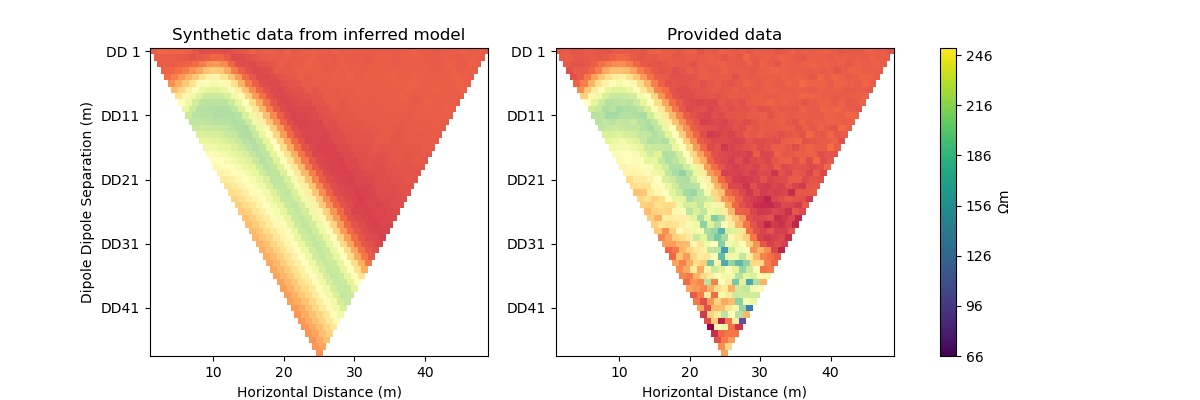 Synthetic data from inferred model
Provided data
DD 1
DD11
DD21
DD31
DD41
Dipole Dipole Separation (m)
10 20 30 40
Horizontal Distance (m)
DD 1
DD11
DD21
DD31
DD41
10 20 30 40
Horizontal Distance (m)
246
216
186
156
126
96
66
Ωm